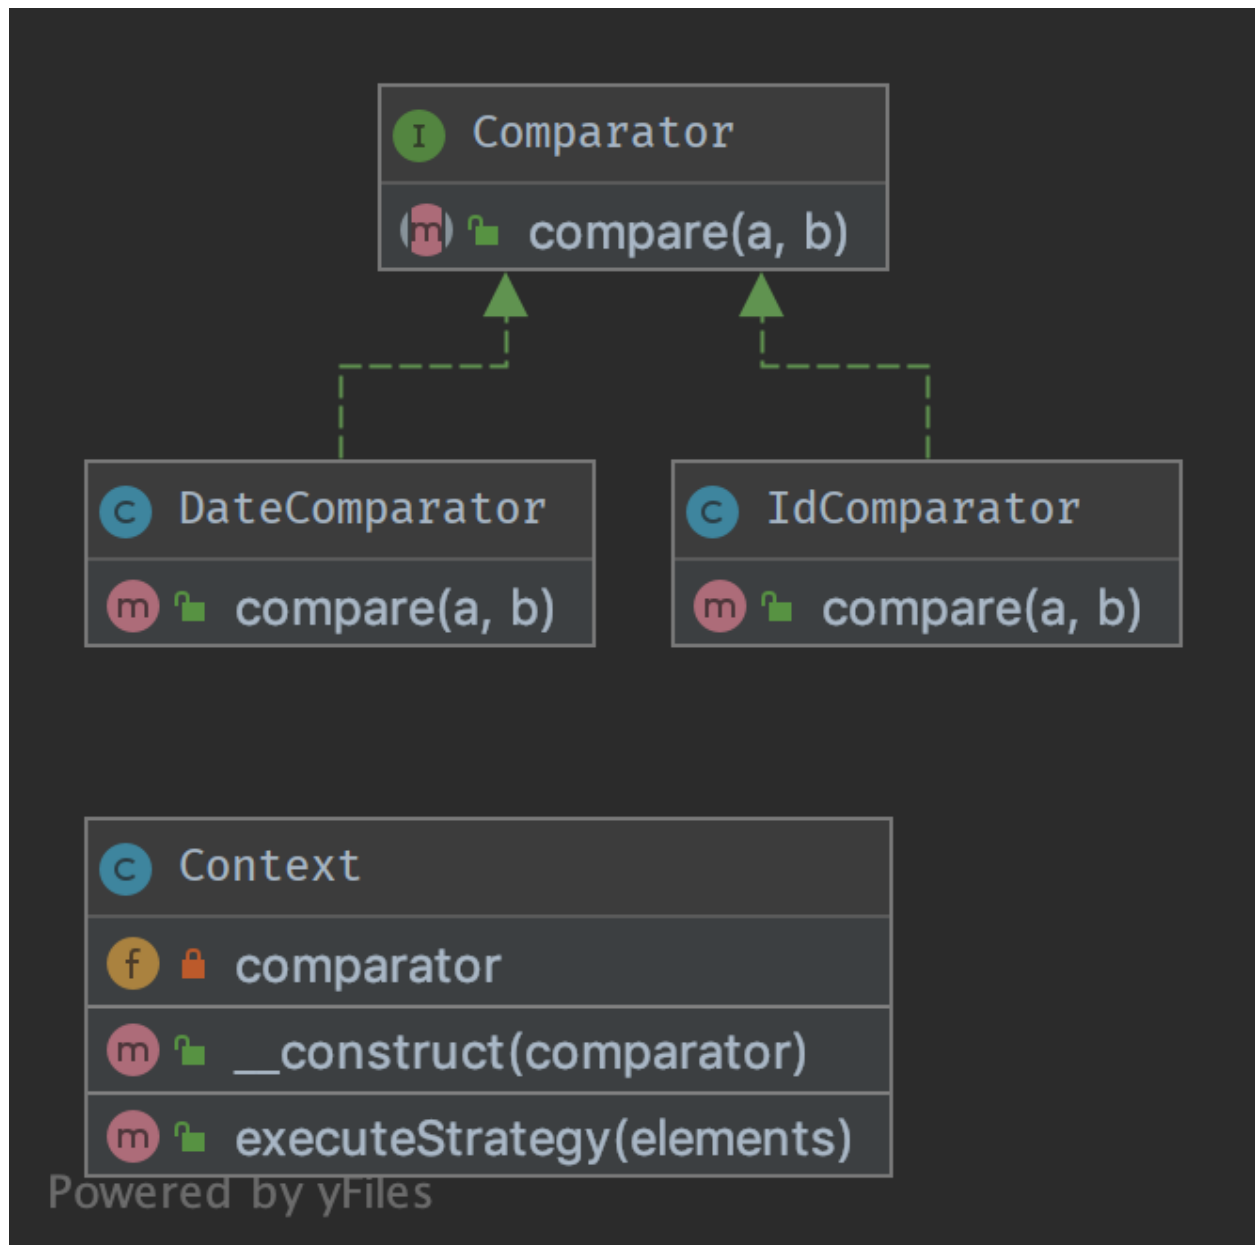 I Comparator
m compare(a, b)
C DateComparator
m compare(a, b)
C IdComparator
m compare(a, b)
C Context
f comparator
m __construct(comparator)
m executeStrategy(elements)
Powered by yFiles